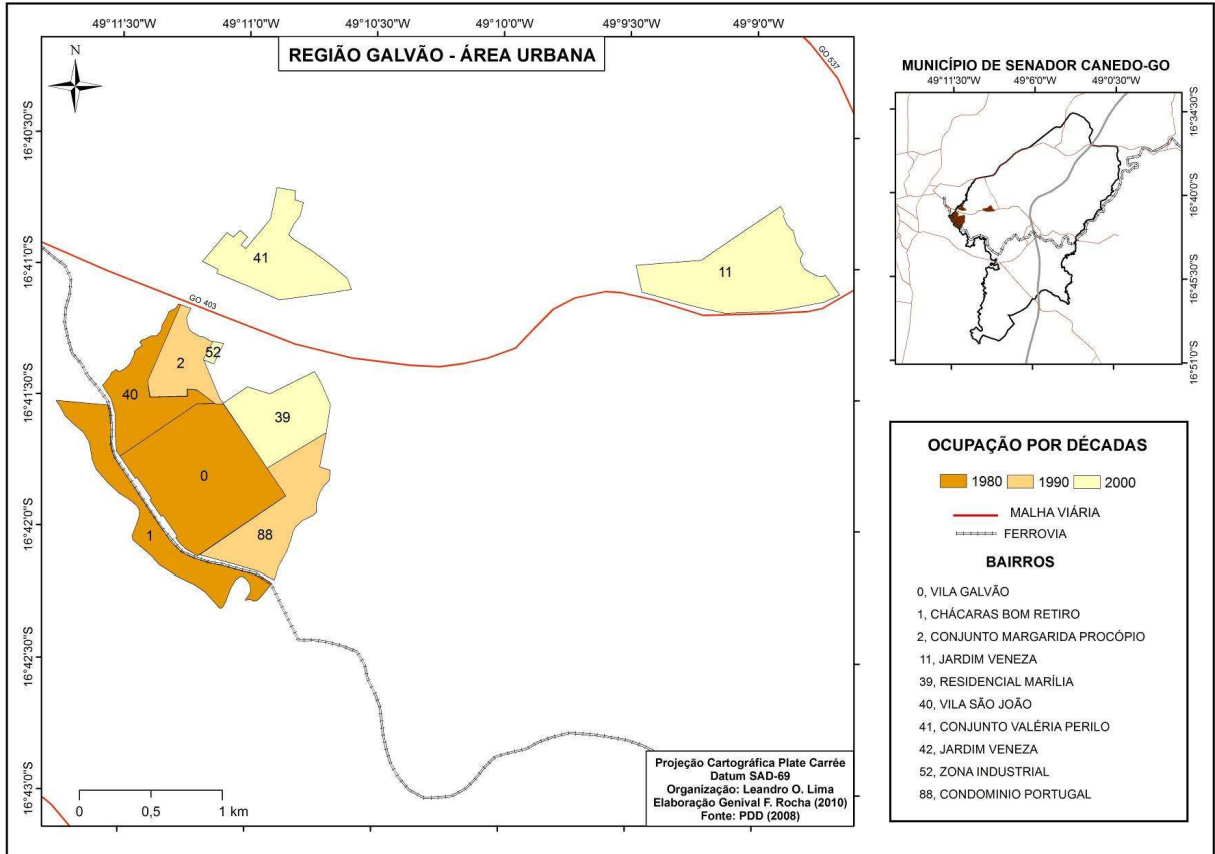 49°11'30"W 49°11'0"W 49°10'30"W 49°10'0"W 49°9'30"W 49°9'0"W
REGIÃO GALVÃO - ÁREA URBANA
N
GO 537
16°40'30"S
16°41'0"S
16°41'30"S
16°42'0"S
16°42'30"S
16°43'0"S
41
11
GO 403
52
2
40
39
0
1
88
0 0,5 1 km
Projeção Cartográfica Plate Carrée
Datum SAD-69
Organização: Leandro O. Lima
Elaboração Genival F. Rocha (2010)
Fonte: PDD (2008)
MUNICÍPIO DE SENADOR CANEDO-GO
49°11'30"W 49°6'0"W 49°0'30"W
16°34'30"S
16°40'0"S
16°45'30"S
16°51'0"S
OCUPAÇÃO POR DÉCADAS
1980 1990 2000
MALHA VIÁRIA
FERROVIA
BAIRROS
0, VILA GALVÃO
1, CHÁCARAS BOM RETIRO
2, CONJUNTO MARGARIDA PROCÓPIO
11, JARDIM VENEZA
39, RESIDENCIAL MARÍLIA
40, VILA SÃO JOÃO
41, CONJUNTO VALÉRIA PERILO
42, JARDIM VENEZA
52, ZONA INDUSTRIAL
88, CONDOMINIO PORTUGAL